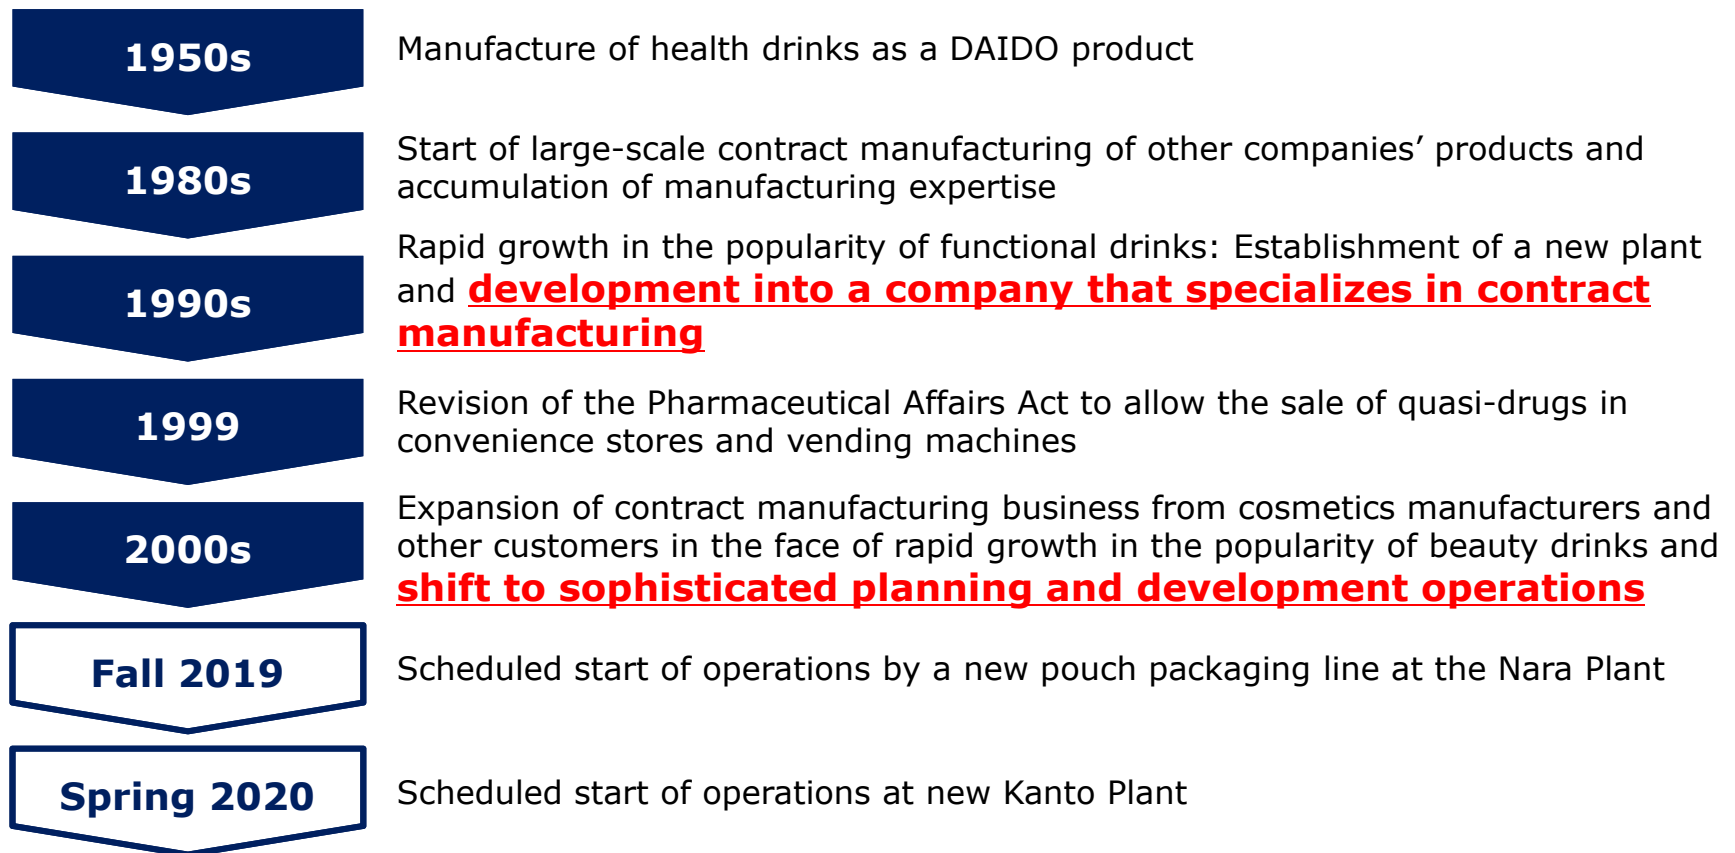 1950s
Manufacture of health drinks as a DAIDO product
1980s
Start of large-scale contract manufacturing of other companies’ products and
accumulation of manufacturing expertise
1990s
Rapid growth in the popularity of functional drinks: Establishment of a new plant
and development into a company that specializes in contract
manufacturing
1999
Revision of the Pharmaceutical Affairs Act to allow the sale of quasi-drugs in
convenience stores and vending machines
2000s
Expansion of contract manufacturing business from cosmetics manufacturers and
other customers in the face of rapid growth in the popularity of beauty drinks and
shift to sophisticated planning and development operations
Fall 2019
Scheduled start of operations by a new pouch packaging line at the Nara Plant
Spring 2020
Scheduled start of operations at new Kanto Plant